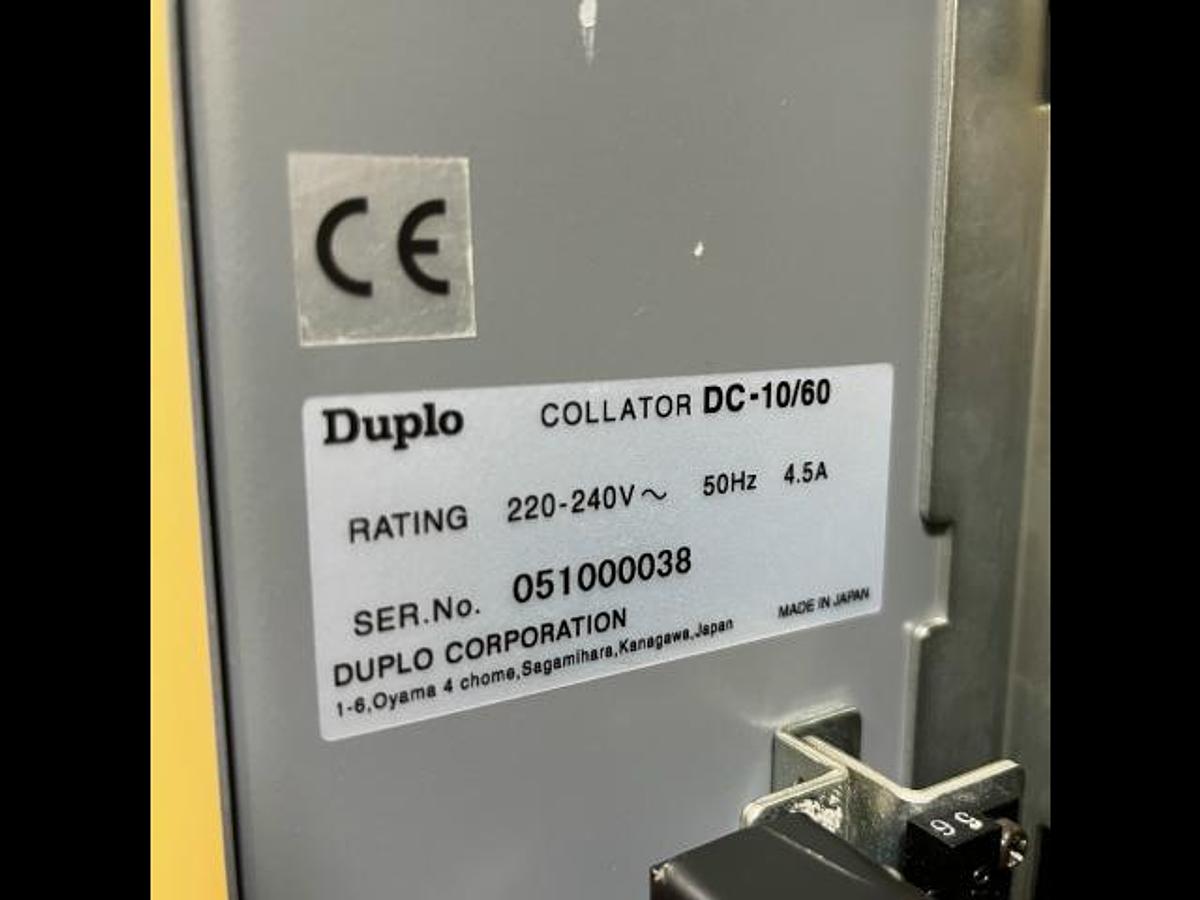 CE
Duplo COLLATOR DC-10/60
RATING 220-240V～ 50Hz 4.5A
SER.No. 051000038
DUPLO CORPORATION MADE IN JAPAN
1-6,Oyama 4 chome,Sagamihara,Kanagawa,Japan